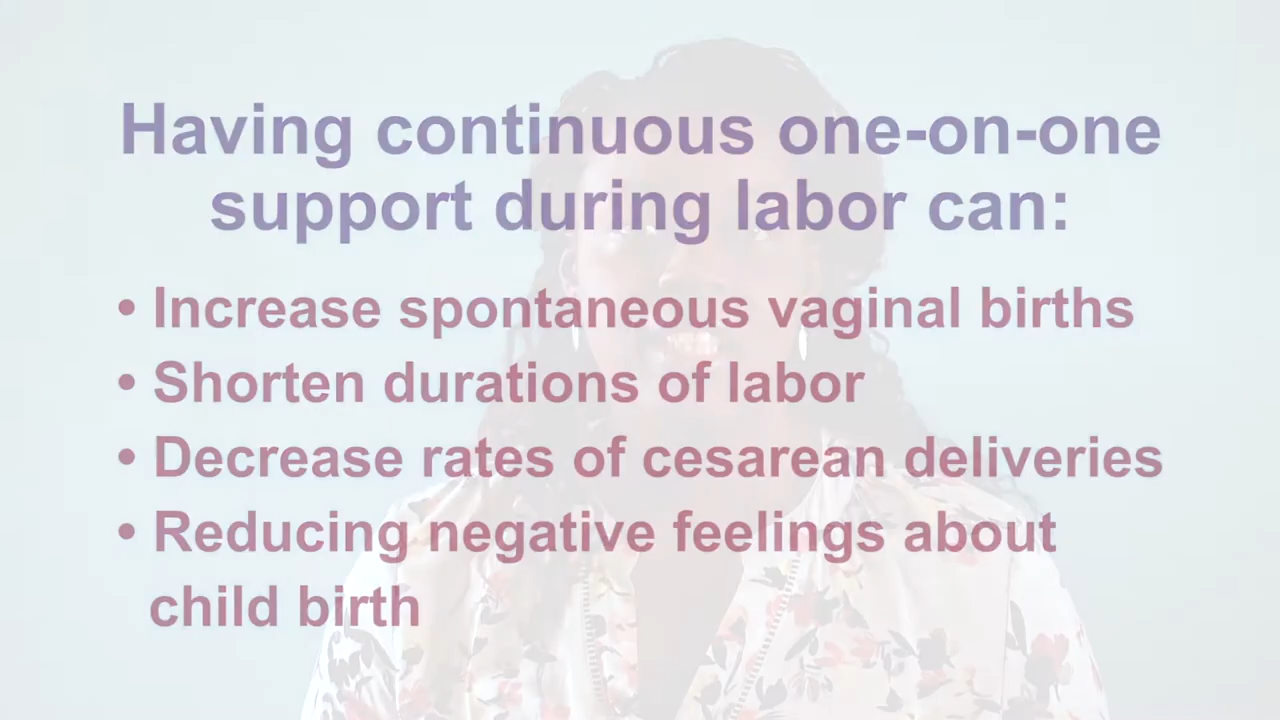 Having continuous one-on-one
support during labor can:
• Increase spontaneous vaginal births
• Shorten durations of labor
• Decrease rates of cesarean deliveries
• Reducing negative feelings about
child birth